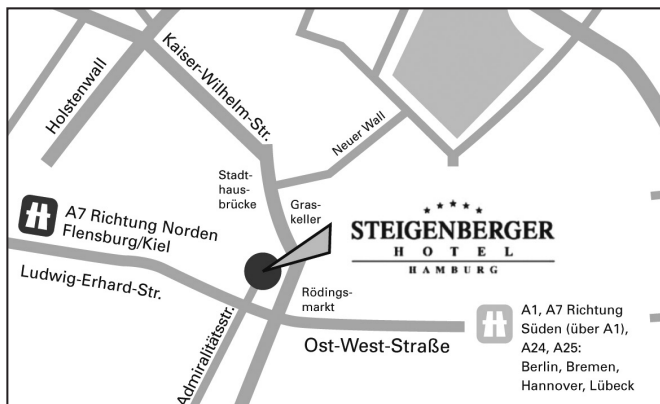 Holstenwall
Kaiser-Wilhelm-Str.
Neuer Wall
Stadt-
haus-
brücke
Gras-
keller
A7 Richtung Norden
Flensburg/Kiel
STEIGENBERGER
HOTEL
HAMBURG
Ludwig-Erhard-Str.
Rödings-
markt
Admiralitätsstr.
Ost-West-Straße
A1, A7 Richtung
Süden (über A1),
A24, A25:
Berlin, Bremen,
Hannover, Lübeck